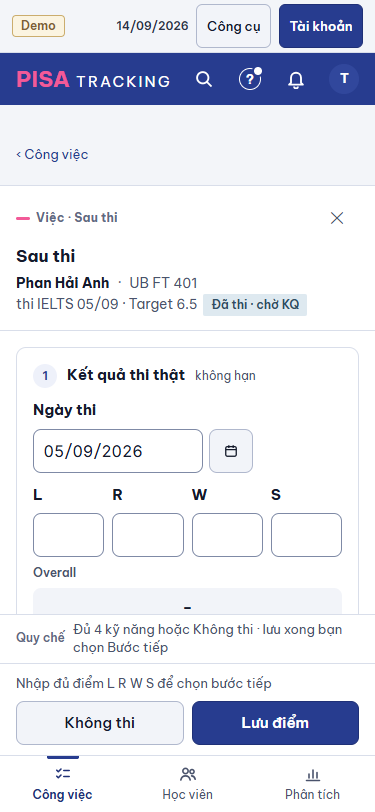 Demo
14/09/2026
Công cụ
Tài khoản
PISA TRACKING
?
T
‹ Công việc
Việc · Sau thi
Sau thi
Phan Hải Anh · UB FT 401
thi IELTS 05/09 · Target 6.5 Đã thi · chờ KQ
1 Kết quả thi thật không hạn
Ngày thi
05/09/2026
L R W S
Overall
–
Quy chế Đủ 4 kỹ năng hoặc Không thi · lưu xong bạn
chọn Bước tiếp
Nhập đủ điểm L R W S để chọn bước tiếp
Không thi
Lưu điểm
Công việc
Học viên
Phân tích